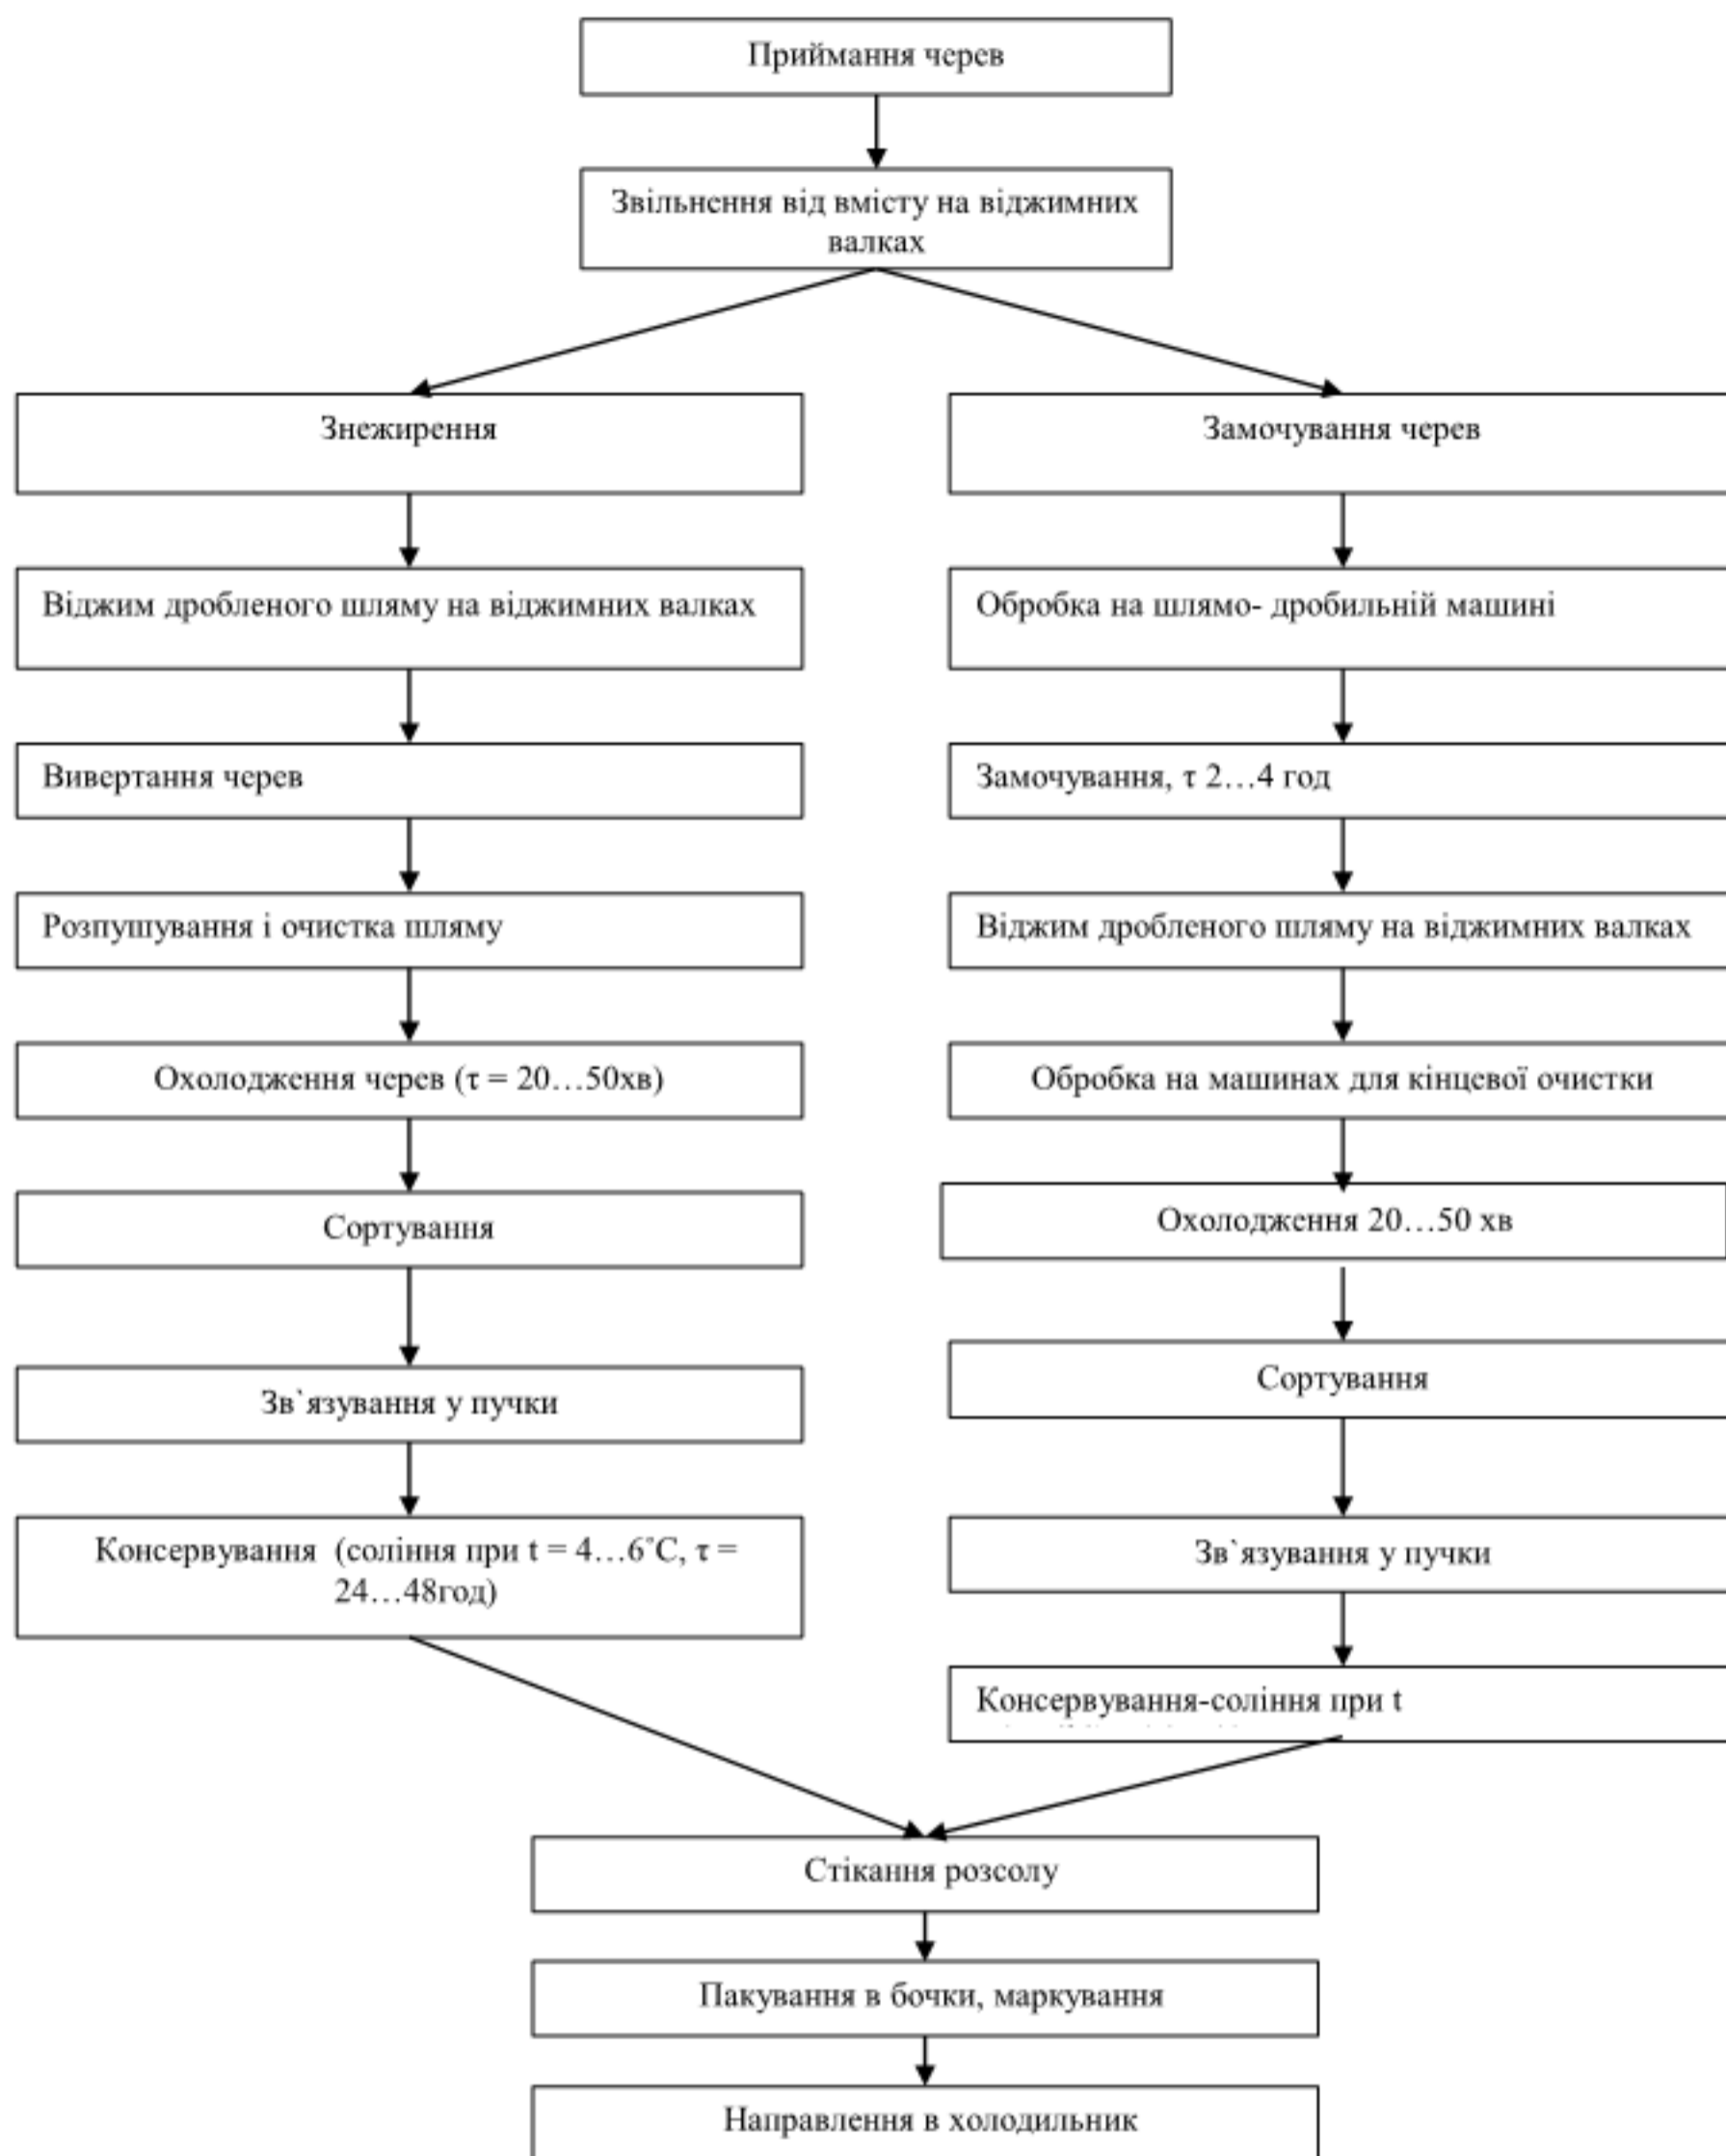 Приймання черев
Звільнення від вмісту на віджимних
валках
Знежирення
Віджим дробленого шляму на віджимних валках
Вивертання черев
Розпушування і очистка шляму
Охолодження черев (τ = 20…50хв)
Сортування
Зв`язування у пучки
Консервування (соління при t = 4…6˚С, τ =
24…48год)
Замочування черев
Обробка на шлямо- дробильній машині
Замочування, τ 2…4 год
Віджим дробленого шляму на віджимних валках
Обробка на машинах для кінцевої очистки
Охолодження 20…50 хв
Сортування
Зв`язування у пучки
Консервування-соління при t
Стікання розсолу
Пакування в бочки, маркування
Направлення в холодильник